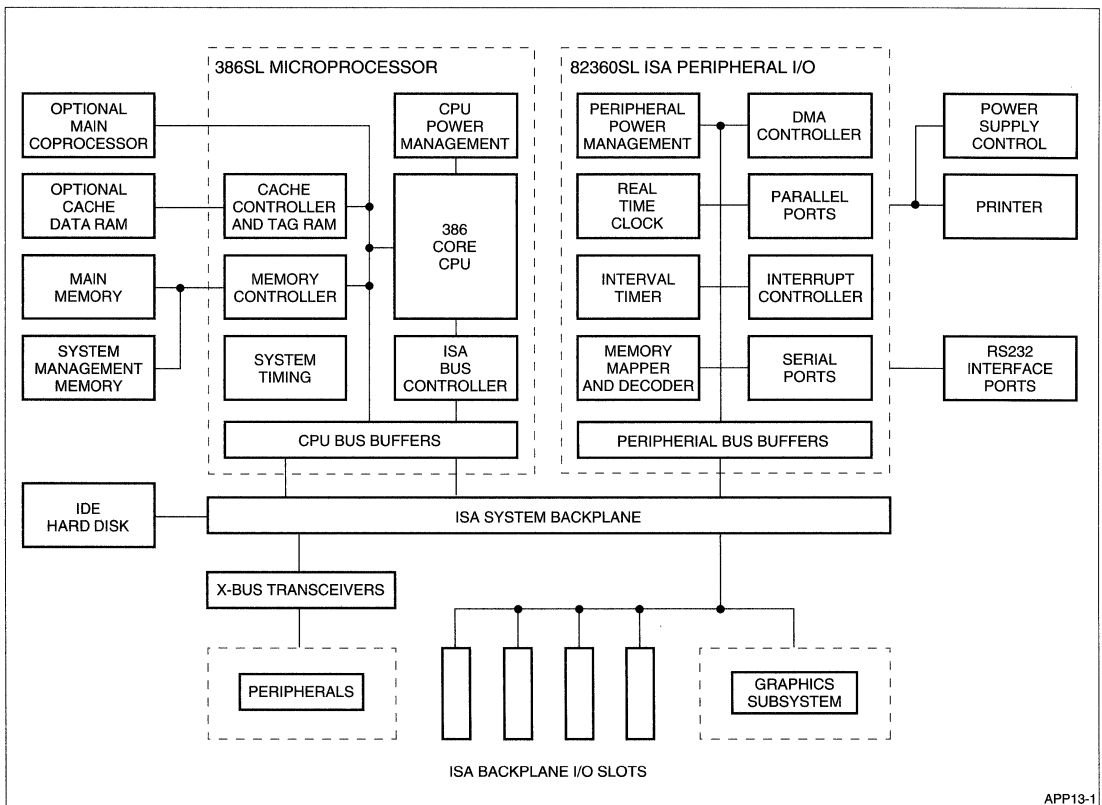 386SL MICROPROCESSOR
82360SL ISA PERIPHERAL I/O
OPTIONAL
MAIN
COPROCESSOR
CPU
POWER
MANAGEMENT
PERIPHERAL
POWER
MANAGEMENT
DMA
CONTROLLER
POWER
SUPPLY
CONTROL
OPTIONAL
CACHE
DATA RAM
CACHE
CONTROLLER
AND TAG RAM
386
CORE
CPU
REAL
TIME
CLOCK
PARALLEL
PORTS
PRINTER
MAIN
MEMORY
MEMORY
CONTROLLER
INTERVAL
TIMER
INTERRUPT
CONTROLLER
SYSTEM
MANAGEMENT
MEMORY
SYSTEM
TIMING
ISA
BUS
CONTROLLER
MEMORY
MAPPER
AND DECODER
SERIAL
PORTS
RS232
INTERFACE
PORTS
CPU BUS BUFFERS
PERIPHERIAL BUS BUFFERS
IDE
HARD DISK
ISA SYSTEM BACKPLANE
X-BUS TRANSCEIVERS
PERIPHERALS
GRAPHICS
SUBSYSTEM
ISA BACKPLANE I/O SLOTS
APP13-1